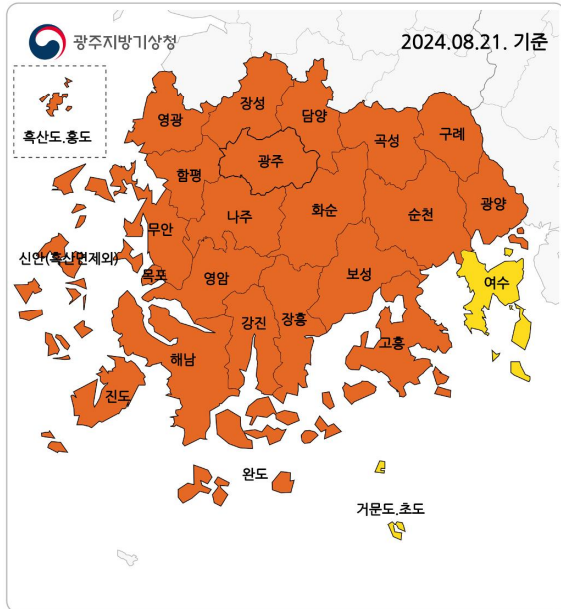 광주지방기상청
2024.08.21. 기준
흑산도.홍도
영광
장성
담양
곡성
구례
함평
광주
나주
화순
순천
광양
무안
신안(흑산면제외)
목포
영암
보성
여수
강진
장흥
고흥
해남
진도
완도
거문도.초도